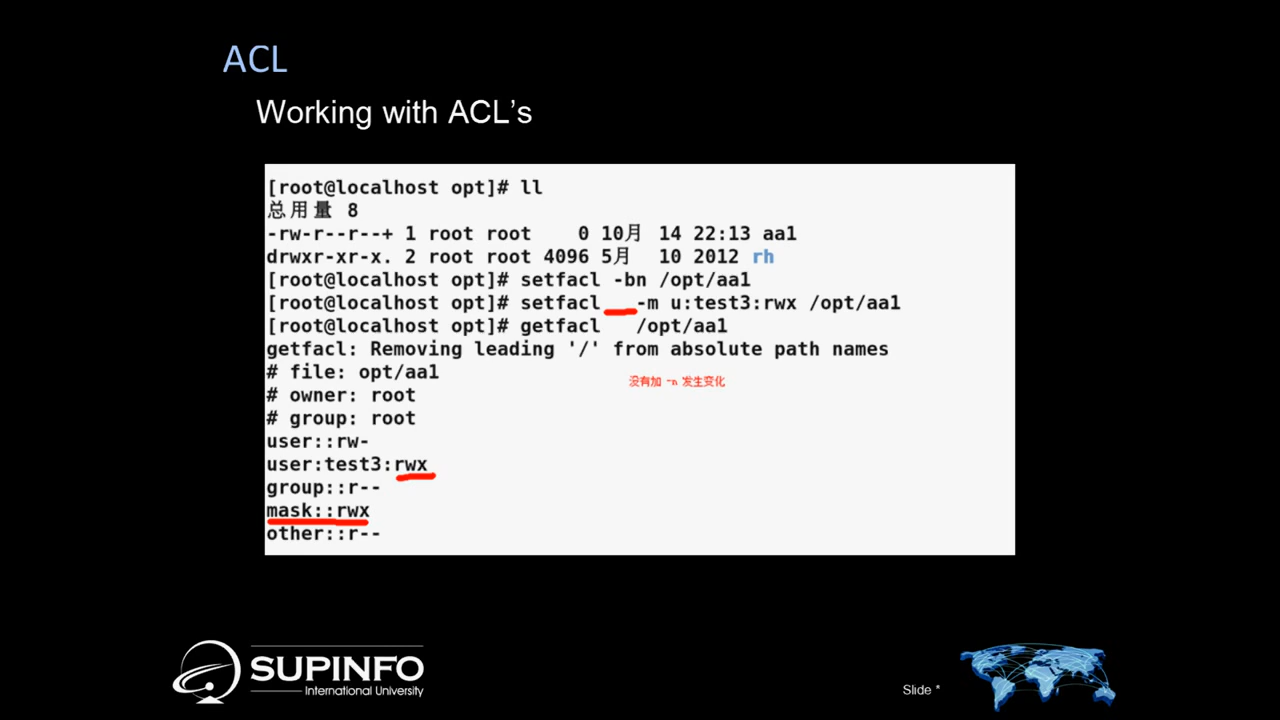 ACL
Working with ACL’s
[root@localhost opt]# ll
总用量 8
-rw-r--r--+ 1 root root    0 10月  14 22:13 aa1
drwxr-xr-x. 2 root root 4096 5月   10 2012 rh
[root@localhost opt]# setfacl -bn /opt/aa1
[root@localhost opt]# setfacl   -m u:test3:rwx /opt/aa1
[root@localhost opt]# getfacl   /opt/aa1
getfacl: Removing leading '/' from absolute path names
# file: opt/aa1
没有加 -n 发生变化
# owner: root
# group: root
user::rw-
user:test3:rwx
group::r--
mask::rwx
other::r--
SUPINFO
International University
Slide *